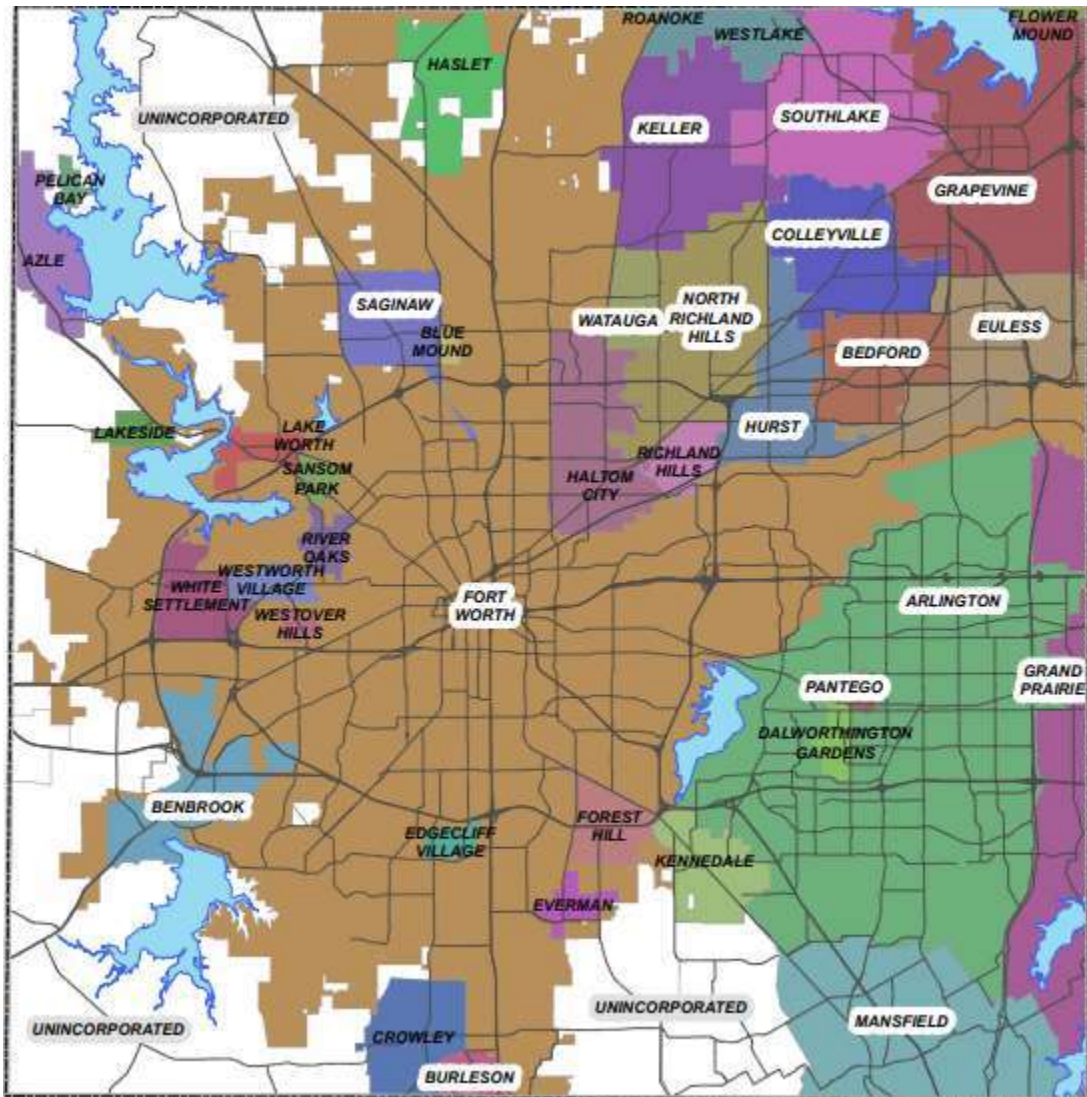 ROANOKE
WESTLAKE
FLOWER
MOUND
HASLET
UNINCORPORATED
KELLER
SOUTHLAKE
PELICAN
BAY
GRAPEVINE
COLLEYVILLE
AZLE
SAGINAW
BLUE
MOUND
WATAUGA
NORTH
RICHLAND
HILLS
EULESS
BEDFORD
LAKESIDE
LAKE
WORTH
SANSOM
PARK
HURST
RICHLAND
HILLS
HALTOM
CITY
RIVER
OAKS
WESTWORTH
VILLAGE
WHITE
SETTLEMENT
WESTOVER
HILLS
FORT
WORTH
ARLINGTON
GRAND
PRAIRIE
PANTEGO
DALWORTHINGTON
GARDENS
BENBROOK
EDGECLIFF
VILLAGE
FOREST
HILL
KENNEDALE
EVERMAN
UNINCORPORATED
UNINCORPORATED
MANSFIELD
CROWLEY
BURLESON